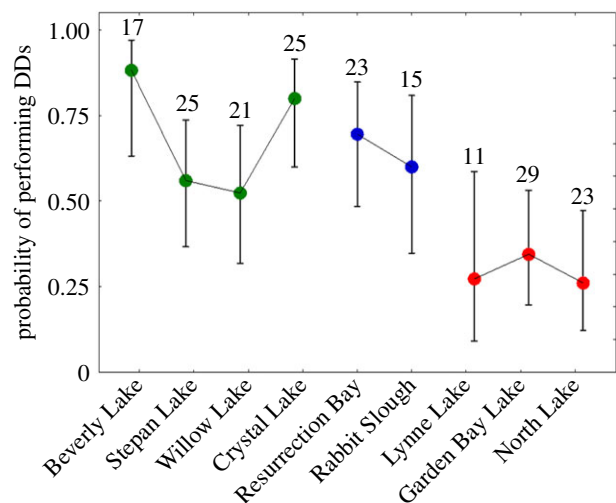 probability of performing DDs
1.00
0.75
0.50
0.25
0
17
25
21
25
23
15
11
29
23
Beverly Lake
Stepan Lake
Willow Lake
Crystal Lake
Resurrection Bay
Rabbit Slough
Lynne Lake
Garden Bay Lake
North Lake